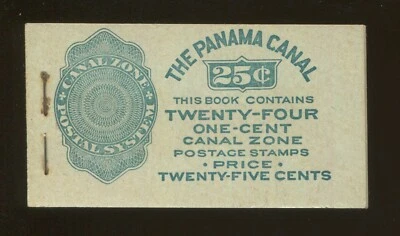 CANAL ZONE
POSTAL SYSTEM
THE PANAMA CANAL
25¢
THIS BOOK CONTAINS
TWENTY-FOUR
ONE-CENT
CANAL ZONE
POSTAGE STAMPS
• PRICE •
TWENTY-FIVE CENTS